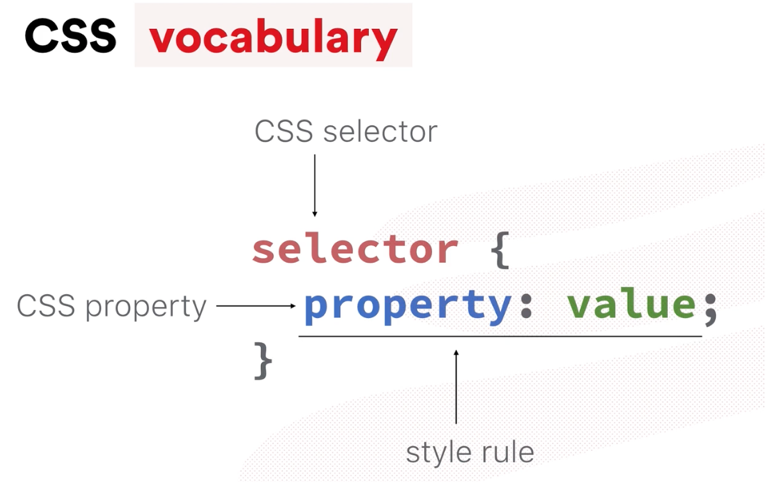 CSS vocabulary
CSS selector
selector {
CSS property
property: value;
}
style rule